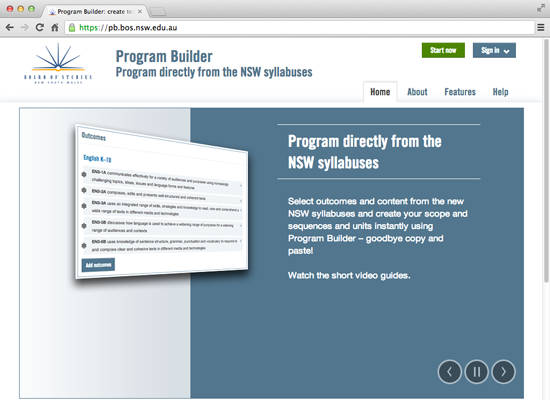 Program Builder: create te
https://pb.bos.nsw.edu.au
BOARD OF STUDIES
NEW SOUTH WALES
Program Builder
Program directly from the NSW syllabuses
Start now
Sign in
Home
About
Features
Help
Outcomes
English K-10
EN3-1A communicates effectively for a variety of audiences and purposes using increasingly
challenging topics, ideas, issues and language forms and features
EN3-2A composes, edits and presents well-structured and coherent texts
EN3-3A uses an integrated range of skills, strategies and knowledge to read, view and comprehend a
wide range of texts in different media and technologies
EN3-5B discusses how language is used to achieve a widening range of purposes for a widening
range of audiences and contexts
EN3-6B uses knowledge of sentence structure, grammar, punctuation and vocabulary to respond to
and compose clear and cohesive texts in different media and technologies
Add outcomes
Program directly from the
NSW syllabuses
Select outcomes and content from the new
NSW syllabuses and create your scope and
sequences and units instantly using
Program Builder – goodbye copy and
paste!
Watch the short video guides.